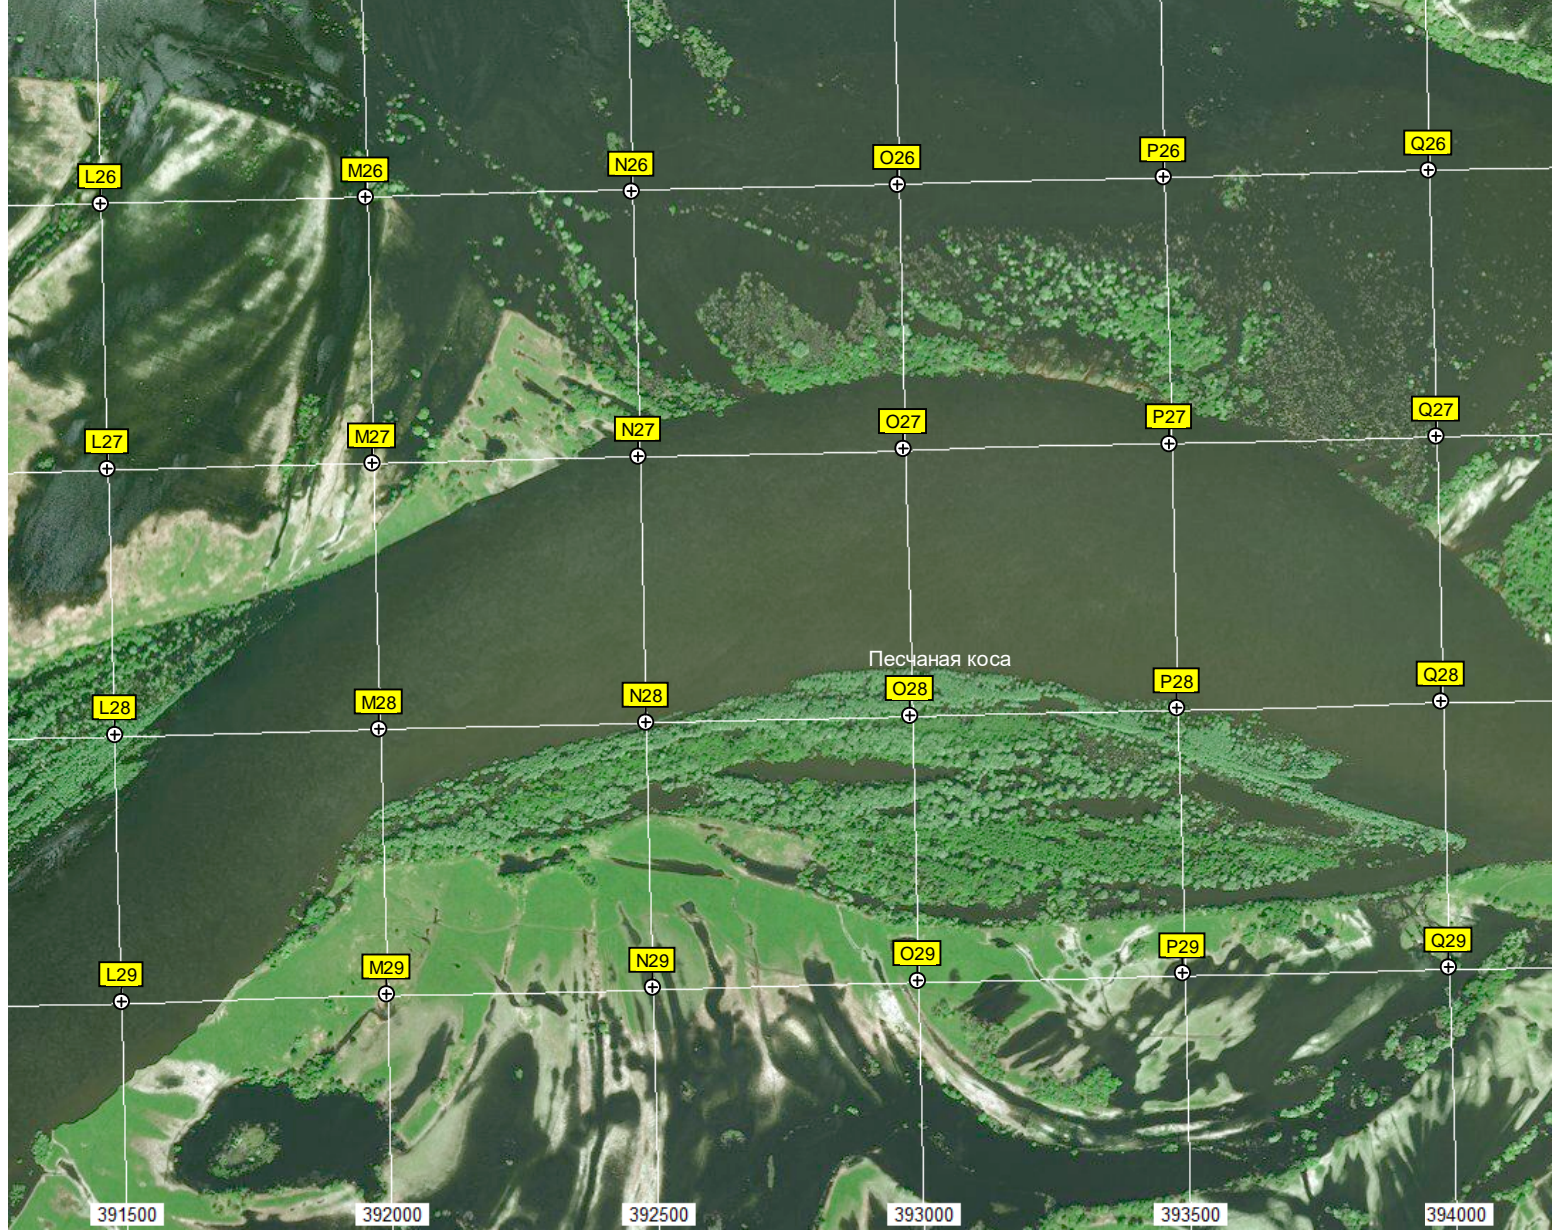 L26 M26 N26 O26 P26 Q26
L27 M27 N27 O27 P27 Q27
Песчаная коса
L28 M28 N28 O28 P28 Q28
L29 M29 N29 O29 P29 Q29
391500 392000 392500 393000 393500 394000